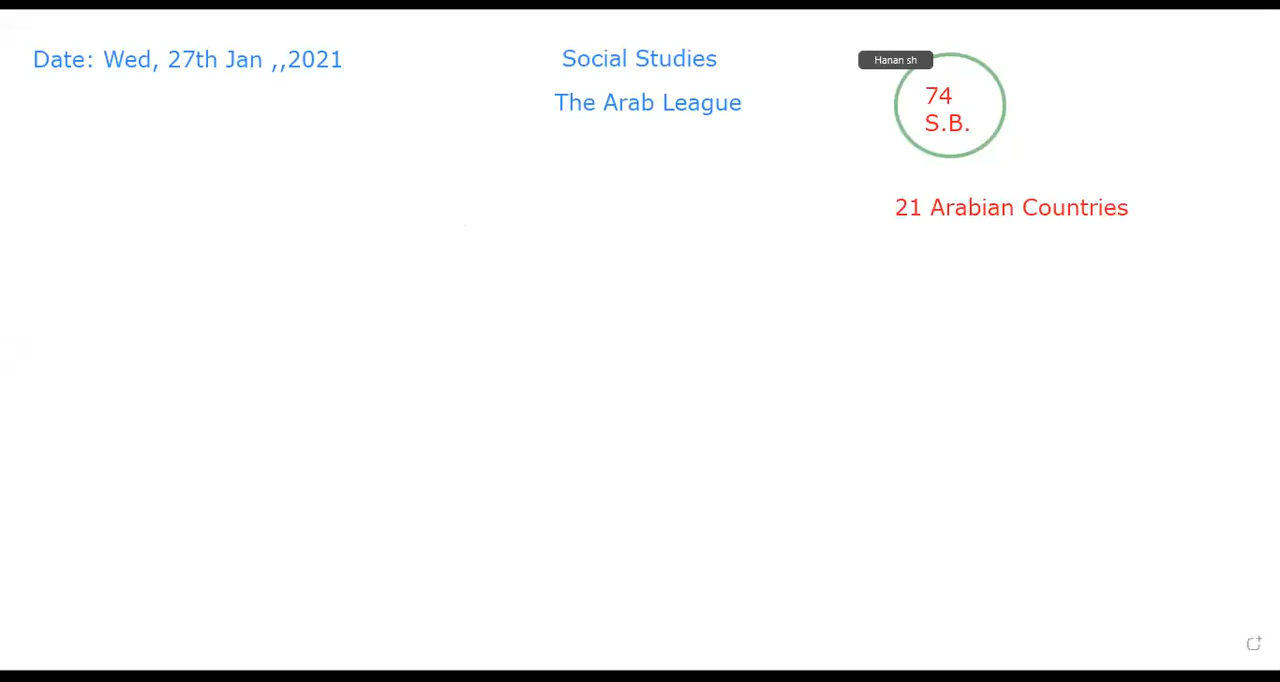 Date: Wed, 27th Jan ,,2021
Social Studies
The Arab League
Hanan sh
74
S.B.
21 Arabian Countries